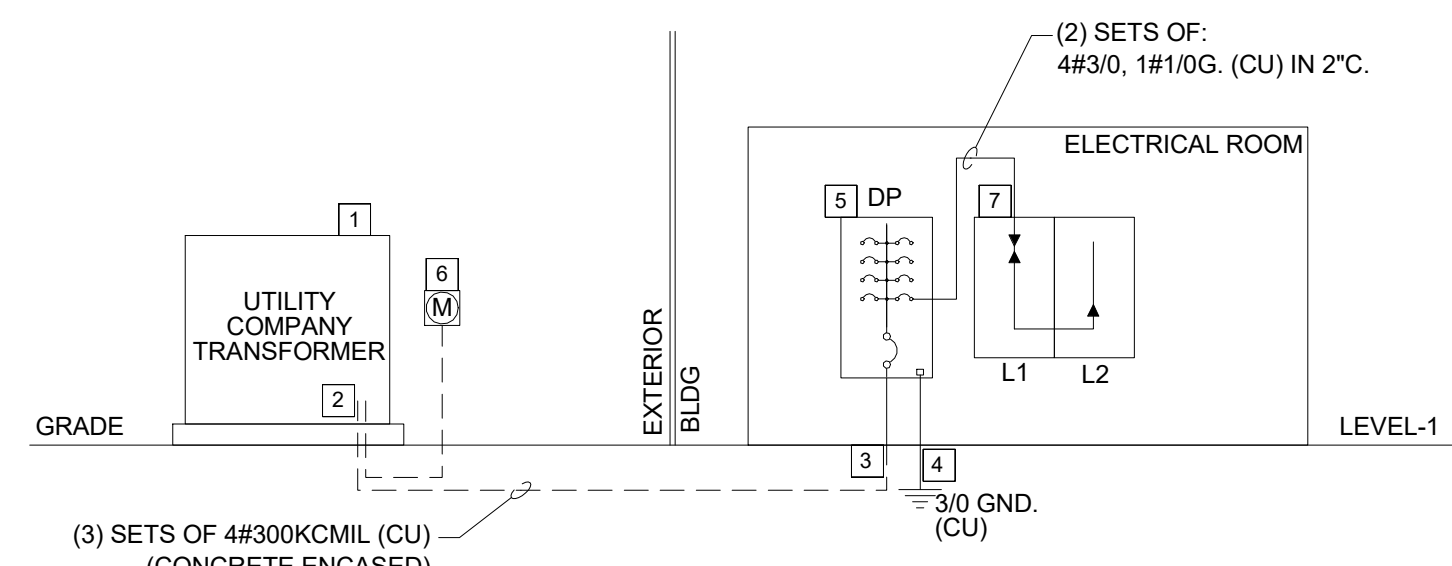 (2) SETS OF:
4#3/0, 1#1/0G. (CU) IN 2"C.
ELECTRICAL ROOM
5 DP
7
1
6
M
UTILITY
COMPANY
TRANSFORMER
2
EXTERIOR
BLDG
L1
L2
GRADE
LEVEL-1
3
4
3/0 GND.
(CU)
(3) SETS OF 4#300KCMIL (CU)
(CONCRETE ENCASED)